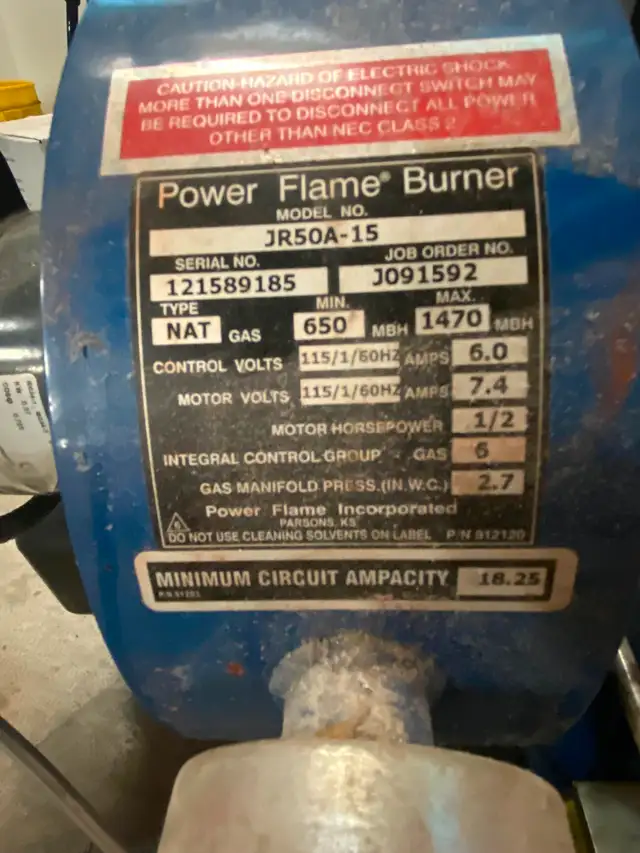 CAUTION-HAZARD OF ELECTRIC SHOCK
MORE THAN ONE DISCONNECT SWITCH MAY
BE REQUIRED TO DISCONNECT ALL POWER
OTHER THAN NEC CLASS 2
Power Flame® Burner
MODEL NO.
JR50A-15
SERIAL NO. JOB ORDER NO.
121589185 J091592
TYPE MIN. MAX.
NAT GAS 650 MBH 1470 MBH
CONTROL VOLTS 115/1/60HZ AMPS 6.0
MOTOR VOLTS 115/1/60HZ AMPS 7.4
MOTOR HORSEPOWER 1/2
INTEGRAL CONTROL GROUP - GAS 6
GAS MANIFOLD PRESS.(IN.W.C.) 2.7
Power Flame Incorporated
PARSONS, KS
DO NOT USE CLEANING SOLVENTS ON LABEL P/N 912120
MINIMUM CIRCUIT AMPACITY 18.25